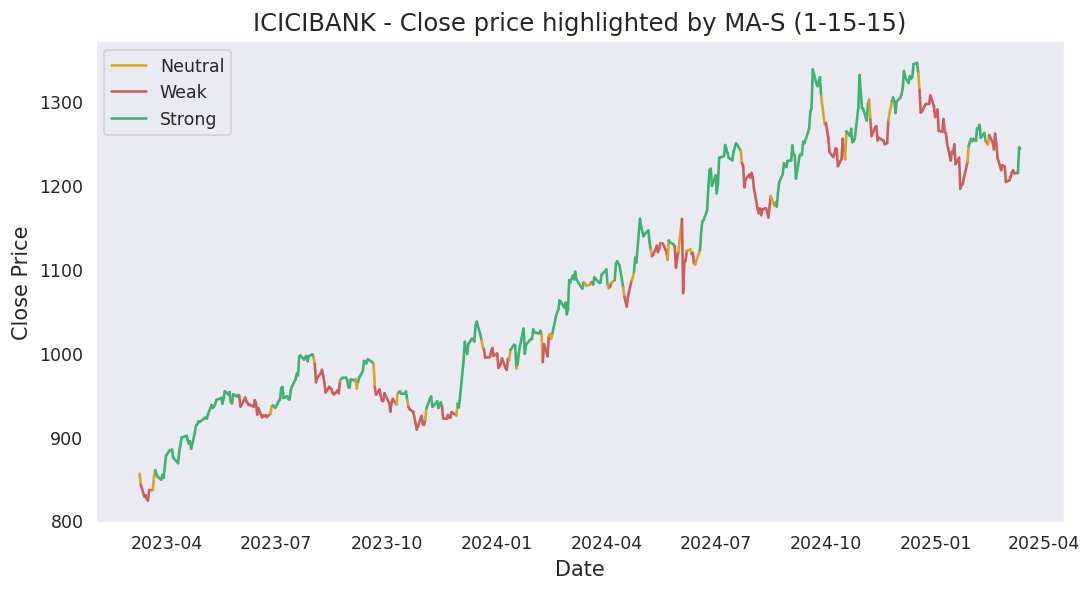 ICICIBANK - Close price highlighted by MA-S (1-15-15)
Neutral
Weak
Strong
Close Price
1300
1200
1100
1000
900
800
2023-04 2023-07 2023-10 2024-01 2024-04 2024-07 2024-10 2025-01 2025-04
Date